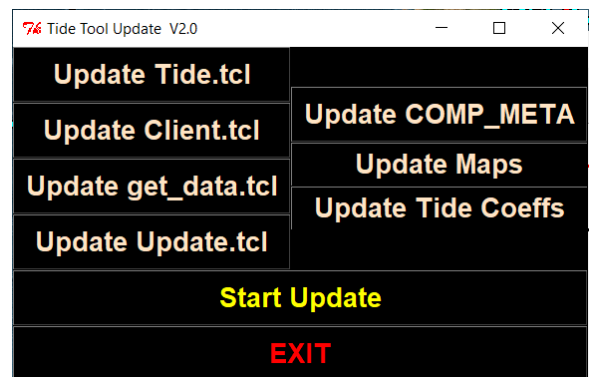 Tide Tool Update V2.0
Update Tide.tcl
Update Client.tcl
Update get_data.tcl
Update Update.tcl
Update COMP_META
Update Maps
Update Tide Coeffs
Start Update
EXIT